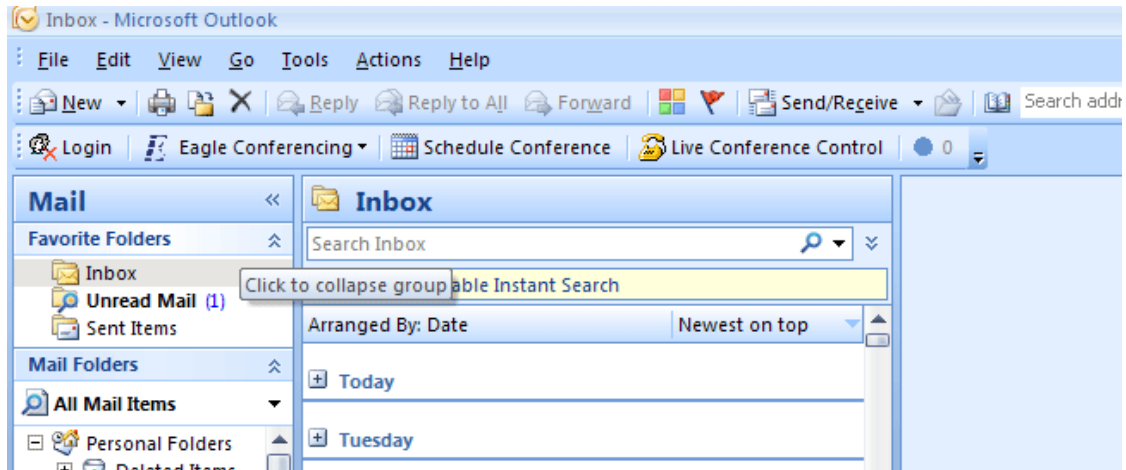 Inbox - Microsoft Outlook
File Edit View Go Tools Actions Help
New Reply Reply to All Forward Send/Receive Search addr
Login Eagle Conferencing Schedule Conference Live Conference Control 0
Mail
Inbox
Favorite Folders
Search Inbox
Inbox
Click to collapse group able Instant Search
Unread Mail (1)
Sent Items
Arranged By: Date Newest on top
Mail Folders
Today
All Mail Items
Personal Folders
Tuesday
Deleted Items